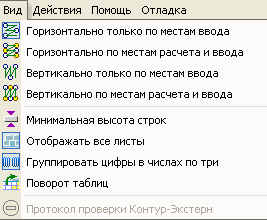 Вид Действия Помощь Отладка
Горизонтально только по местам ввода
Горизонтально по местам расчета и ввода
Вертикально только по местам ввода
Вертикально по местам расчета и ввода
Минимальная высота строк
Отображать все листы
Группировать цифры в числах по три
Поворот таблиц
Протокол проверки Контур-Экстерн